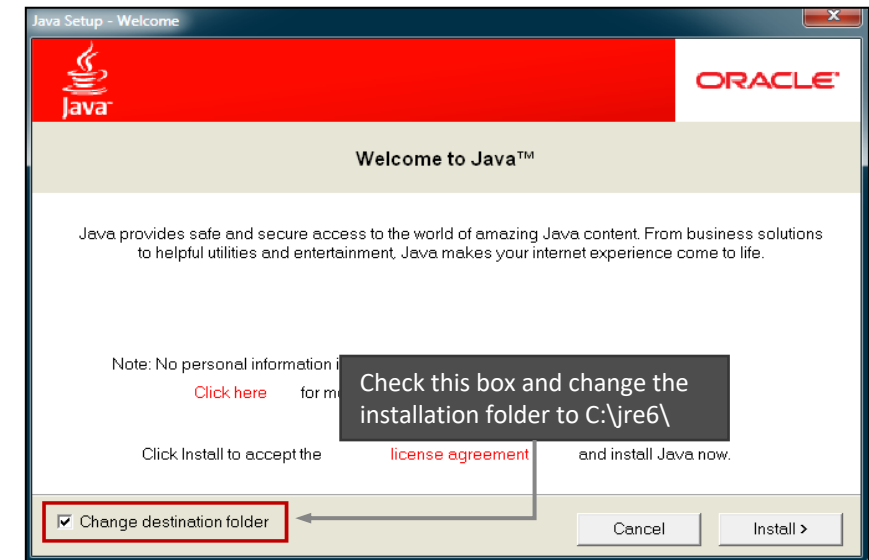 Java Setup - Welcome
x
Java™
ORACLE®
Welcome to Java™
Java provides safe and secure access to the world of amazing Java content. From business solutions
to helpful utilities and entertainment, Java makes your internet experience come to life.
Note: No personal information
Click here for
Check this box and change the
installation folder to C:\jre6\
Click Install to accept the license agreement and install Java now.
Change destination folder
Cancel
Install >